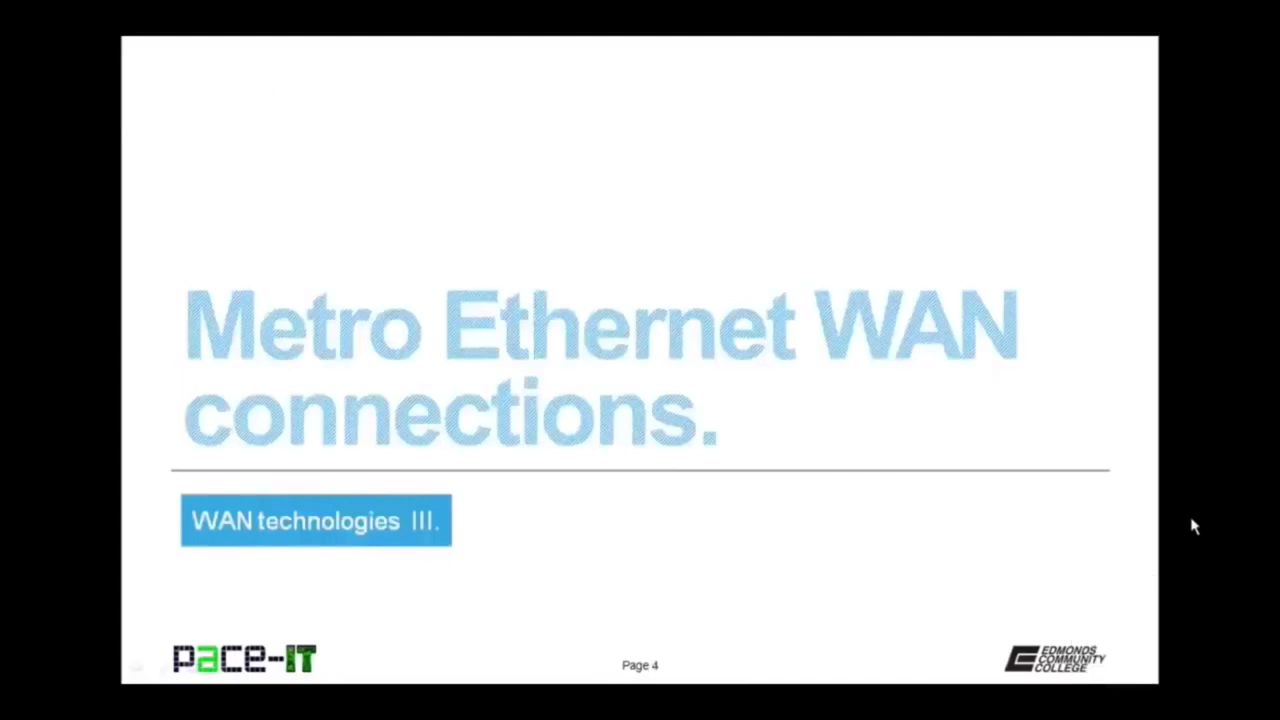 Metro Ethernet WAN
connections.
WAN technologies III.
pace-IT
Page 4
EDMONDS
COMMUNITY
COLLEGE